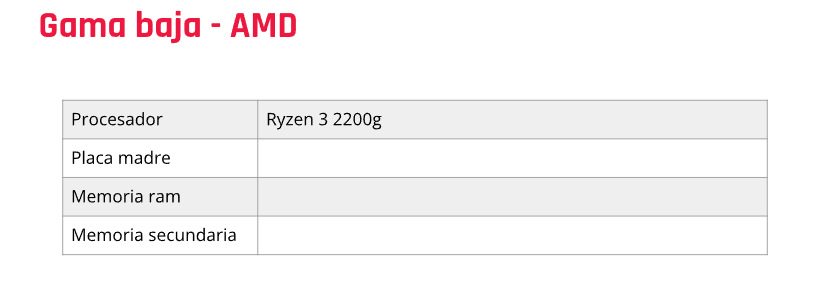 Gama baja - AMD
Procesador Ryzen 3 2200g
Placa madre
Memoria ram
Memoria secundaria